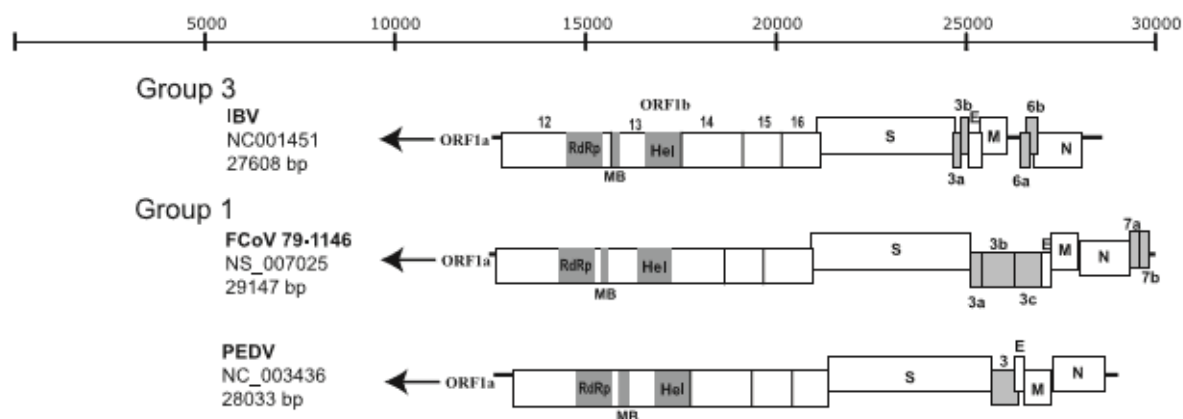 5000 10000 15000 20000 25000 30000
Group 3
IBV
NC001451
27608 bp
ORF1a
ORF1b
12 13 14 15 16
RdRp Hel
MB
S
3b E M 6b
3a 6a N
Group 1
FCoV 79-1146
NS_007025
29147 bp
ORF1a
RdRp Hel
MB
S
3b E M 7a
3a 3c N 7b
PEDV
NC_003436
28033 bp
ORF1a
RdRp Hel
MB
S
3 E
M N